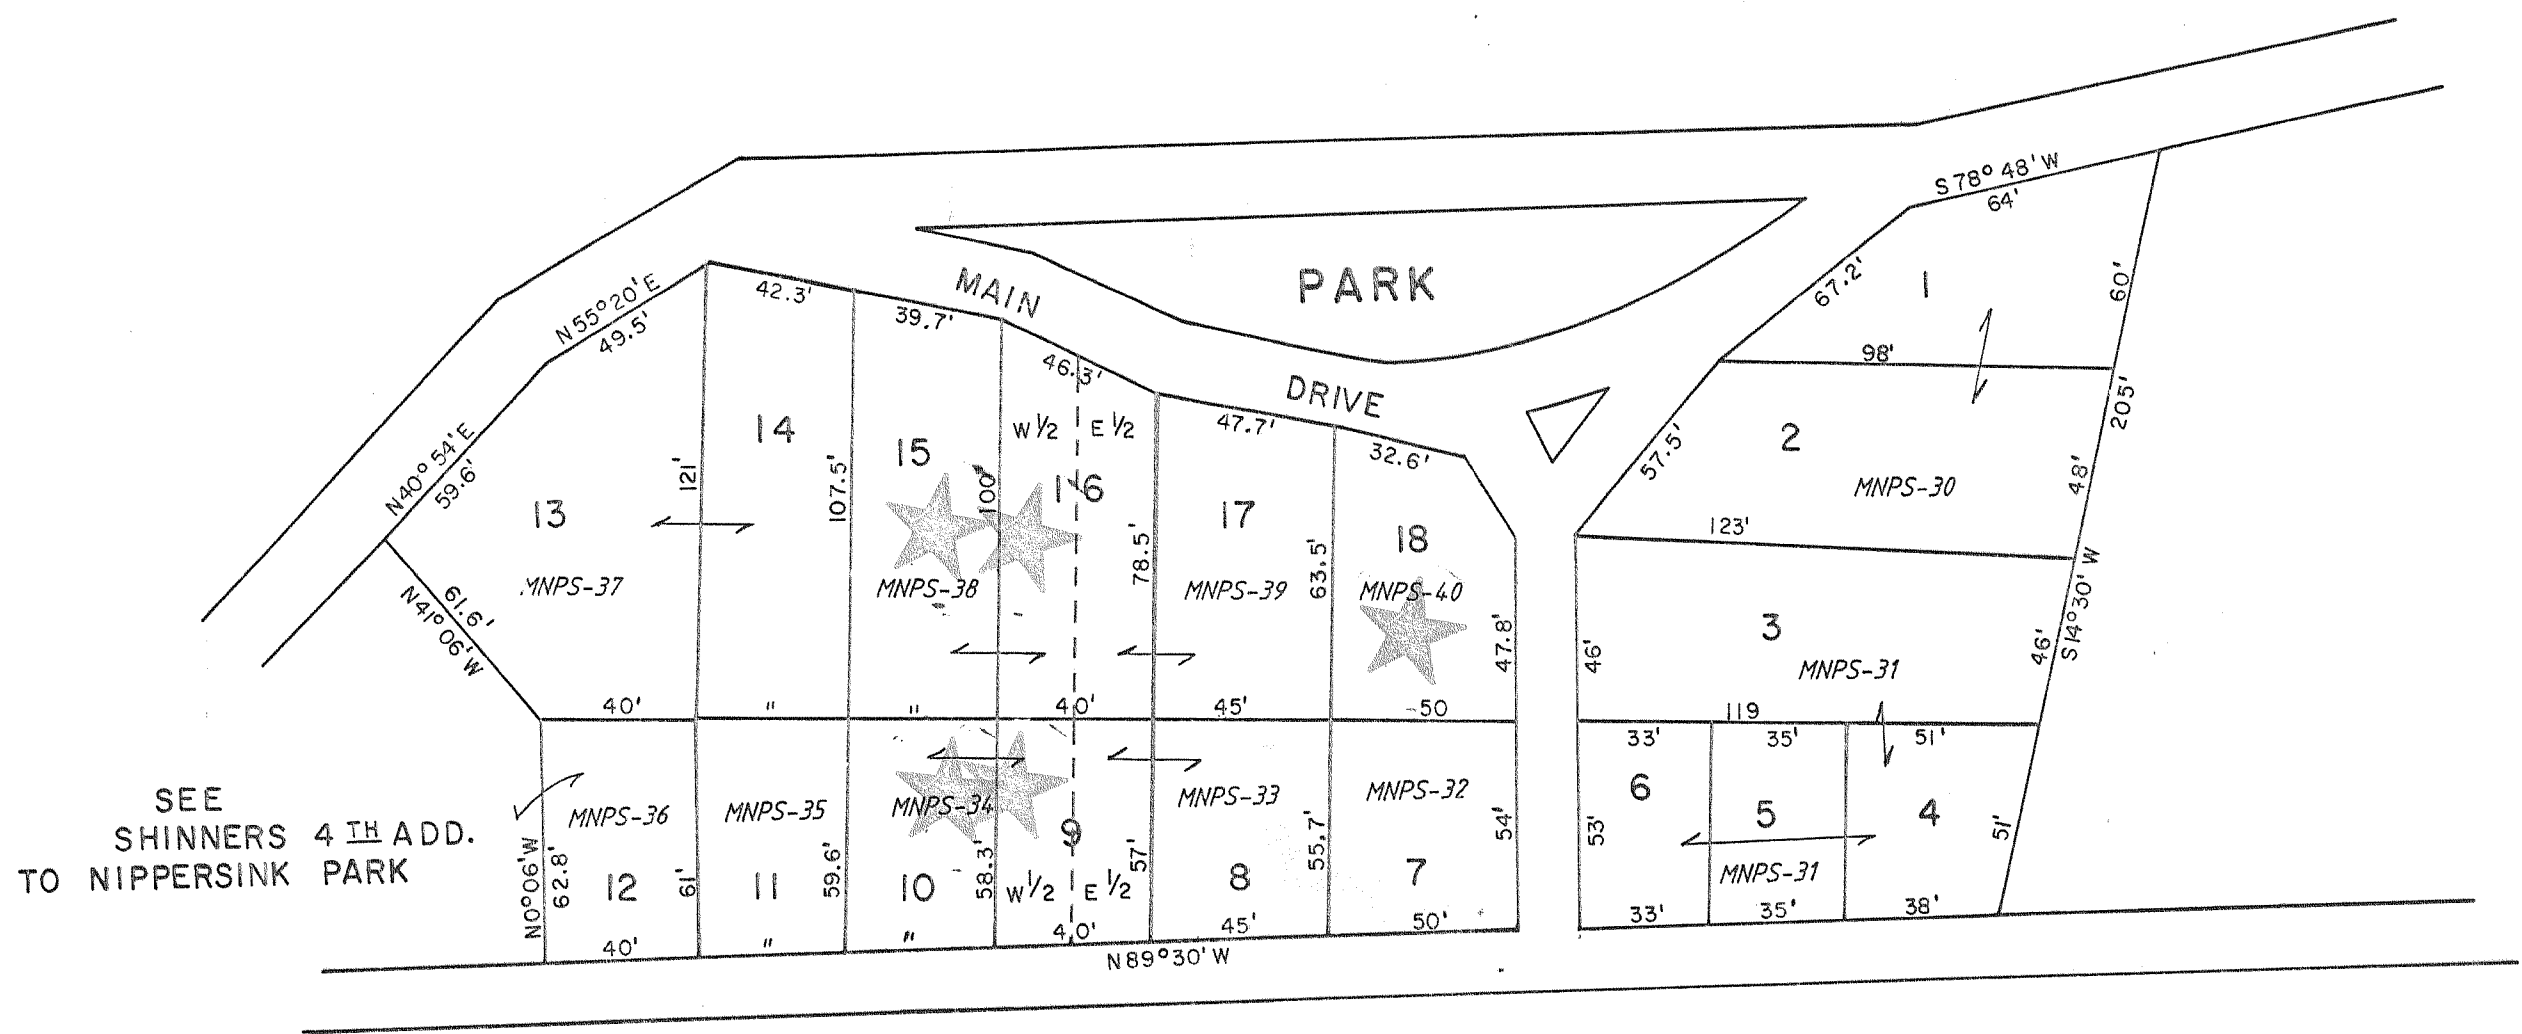 S 78° 48' W
64'
PARK
MAIN
DRIVE
N 55° 20' E
49.5'
42.3'
39.7'
46.3'
47.7'
32.6'
67.2'
1
60'
98'
205'
57.5'
2
48'
MNPS-30
123'
S 14° 30' W
N 40° 54' E
59.6'
13
121'
14
107.5'
15
100'
W 1/2
E 1/2
16
78.5'
17
63.5'
18
MNPS-37
MNPS-38
MNPS-39
MNPS-40
61.6'
N 41° 06' W
47.8'
46'
3
46'
MNPS-31
40'
"
"
40'
45'
50
119
33'
35'
51'
SEE
SHINNERS 4TH ADD.
TO NIPPERSINK PARK
MNPS-36
MNPS-35
MNPS-34
MNPS-33
MNPS-32
6
5
4
MNPS-31
53'
51'
N 0° 06' W
62.8'
12
61'
11
59.6'
10
58.3'
9
W 1/2
E 1/2
57'
8
55.7'
7
54'
40'
"
"
40'
45'
50'
33'
35'
38'
N 89° 30' W